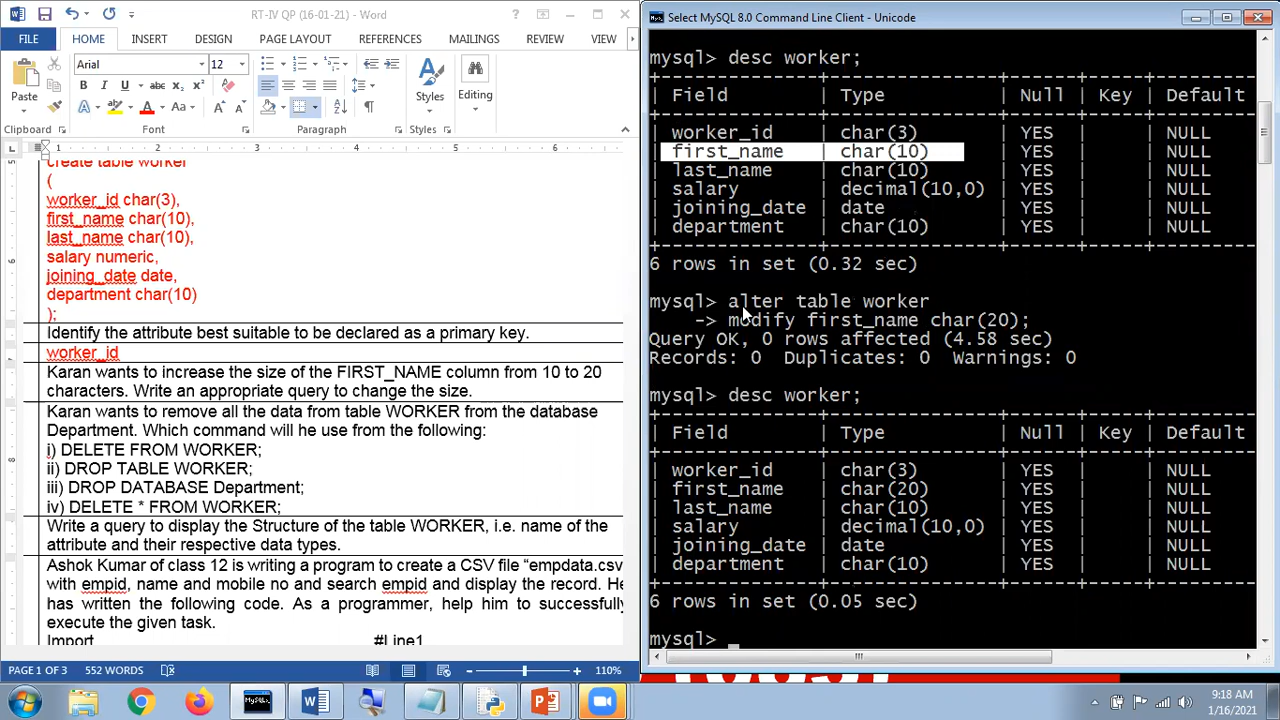 RT-IV QP (16-01-21) - Word
FILE
HOME
INSERT
DESIGN
PAGE LAYOUT
REFERENCES
MAILINGS
REVIEW
VIEW
Arial
12
Paste
Styles
Editing
Clipboard
Font
Paragraph
Styles
create table worker
(
worker_id char(3),
first_name char(10),
last_name char(10),
salary numeric,
joining_date date,
department char(10)
);
Identify the attribute best suitable to be declared as a primary key.
worker_id
Karan wants to increase the size of the FIRST_NAME column from 10 to 20
characters. Write an appropriate query to change the size.
Karan wants to remove all the data from table WORKER from the database
Department. Which command will he use from the following:
i) DELETE FROM WORKER;
ii) DROP TABLE WORKER;
iii) DROP DATABASE Department;
iv) DELETE * FROM WORKER;
Write a query to display the Structure of the table WORKER, i.e. name of the
attribute and their respective data types.
Ashok Kumar of class 12 is writing a program to create a CSV file “empdata.csv
with empid, name and mobile no and search empid and display the record. He
has written the following code. As a programmer, help him to successfully
execute the given task.
Import #Line1
PAGE 1 OF 3 552 WORDS 110%
Select MySQL 8.0 Command Line Client - Unicode
mysql> desc worker;
| Field | Type | Null | Key | Default
| worker_id | char(3) | YES | | NULL
| first_name | char(10) | YES | | NULL
| last_name | char(10) | YES | | NULL
| salary | decimal(10,0) | YES | | NULL
| joining_date | date | YES | | NULL
| department | char(10) | YES | | NULL
6 rows in set (0.32 sec)
mysql> alter table worker
-> modify first_name char(20);
Query OK, 0 rows affected (4.58 sec)
Records: 0 Duplicates: 0 Warnings: 0
mysql> desc worker;
| Field | Type | Null | Key | Default
| worker_id | char(3) | YES | | NULL
| first_name | char(20) | YES | | NULL
| last_name | char(10) | YES | | NULL
| salary | decimal(10,0) | YES | | NULL
| joining_date | date | YES | | NULL
| department | char(10) | YES | | NULL
6 rows in set (0.05 sec)
mysql>
9:18 AM
1/16/2021